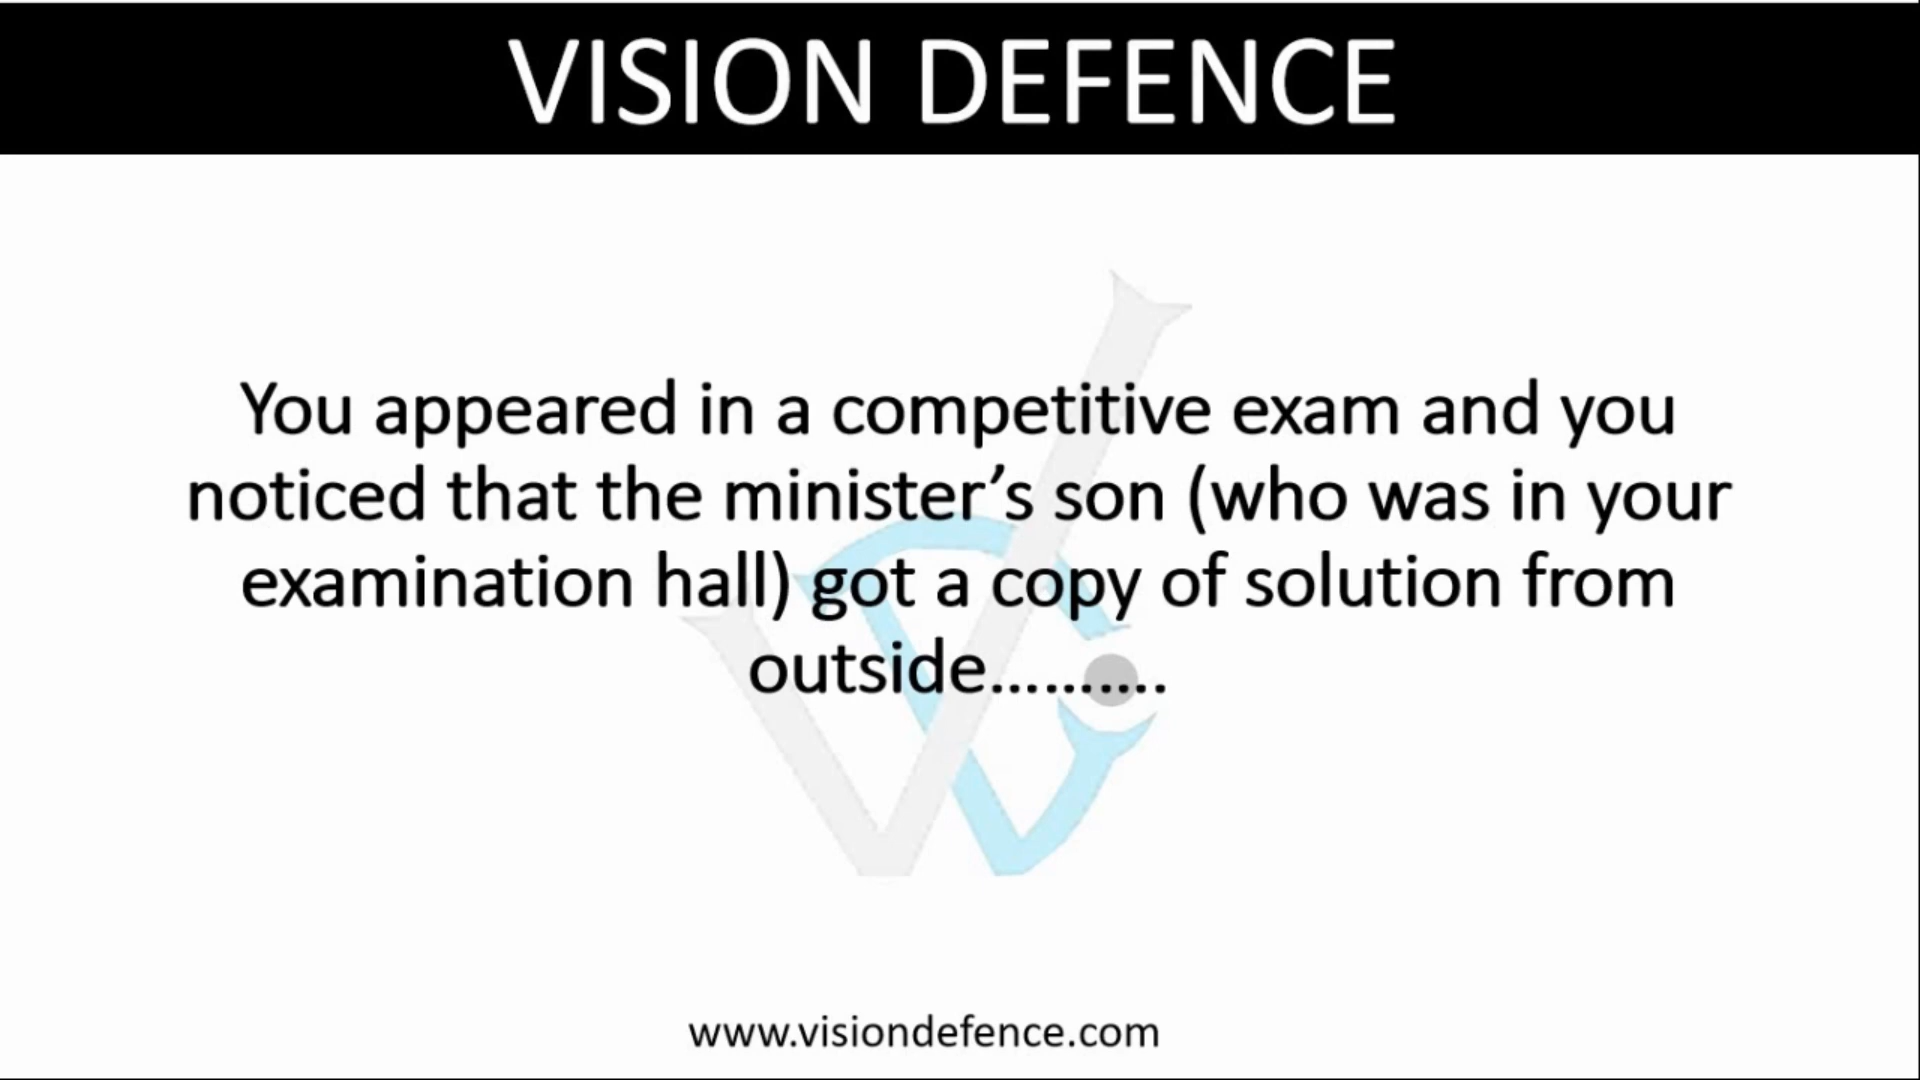 VISION DEFENCE
You appeared in a competitive exam and you
noticed that the minister’s son (who was in your
examination hall) got a copy of solution from
outside……….
www.visiondefence.com